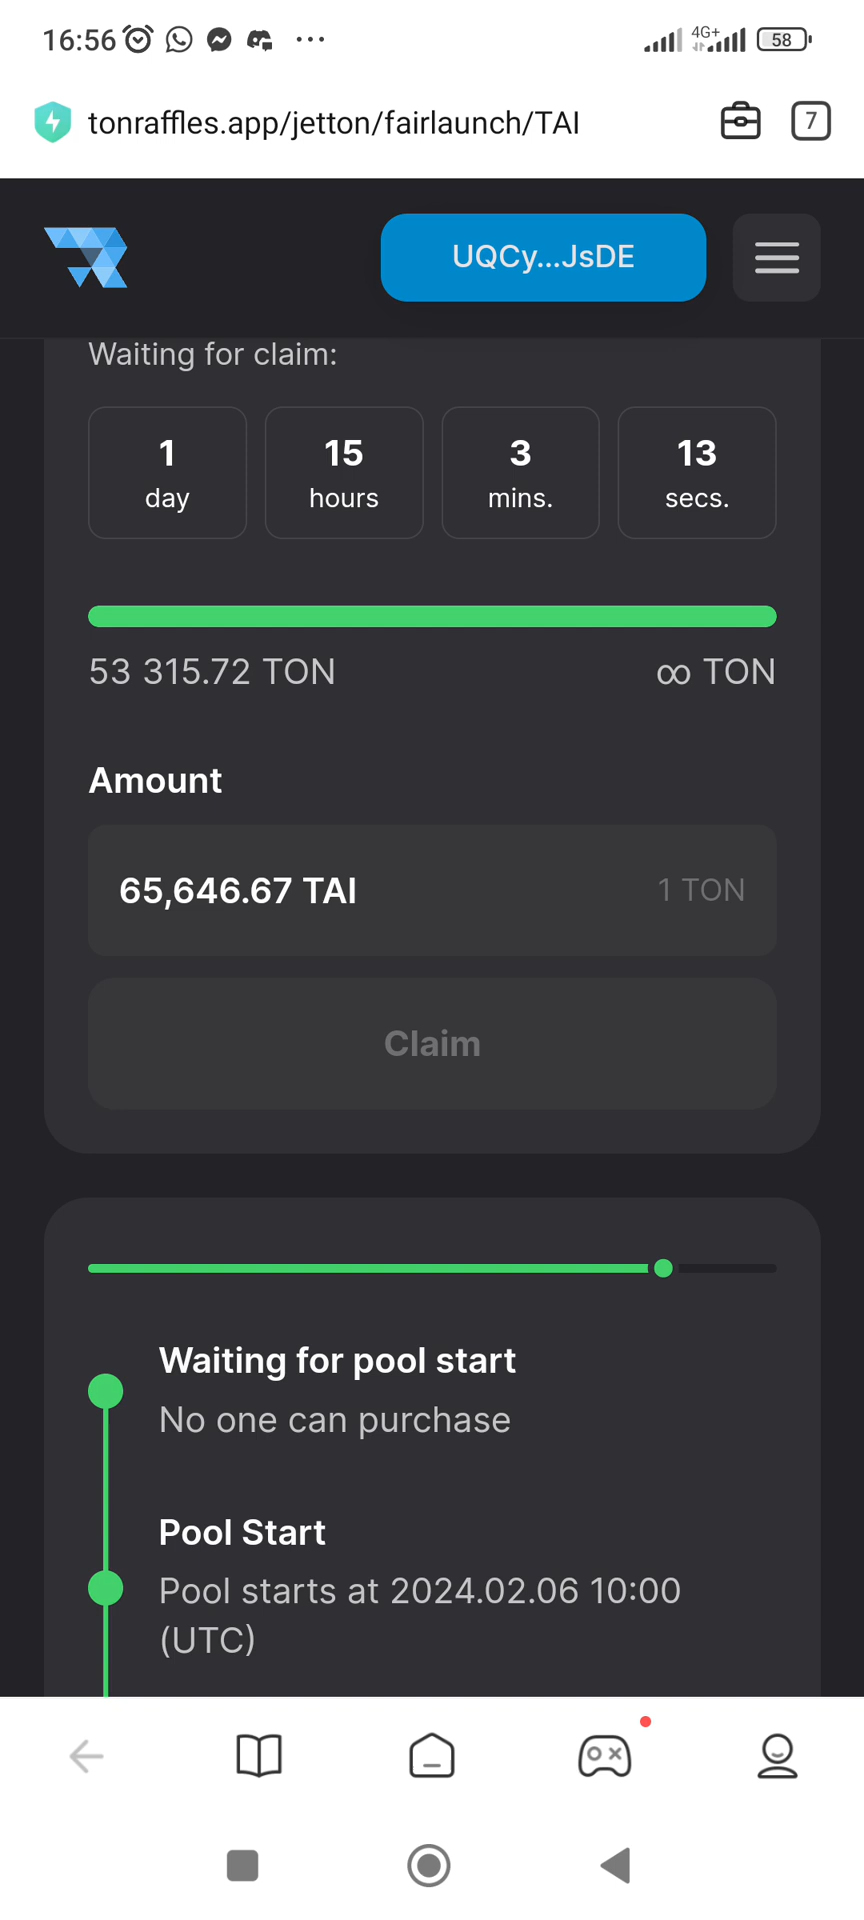 16:56 ... 4G+ 58
tonraffles.app/jetton/fairlaunch/TAI 7
UQCy...JsDE
Waiting for claim:
1 15 3 13
day hours mins. secs.
53 315.72 TON ∞ TON
Amount
65,646.67 TAI 1 TON
Claim
Waiting for pool start
No one can purchase
Pool Start
Pool starts at 2024.02.06 10:00
(UTC)